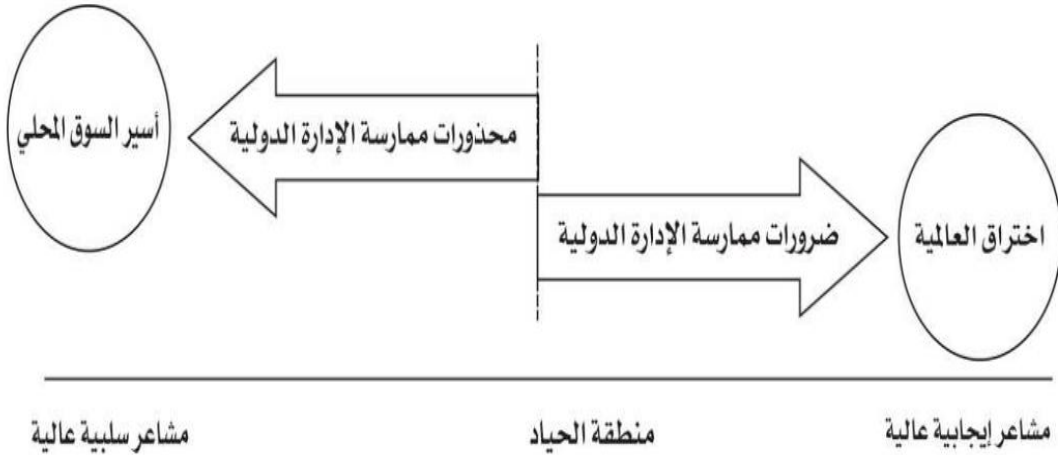 أسير السوق المحلي
محذورات ممارسة الإدارة الدولية
ضرورات ممارسة الإدارة الدولية
اختراق العالمية
مشاعر إيجابية عالية
منطقة الحياد
مشاعر سلبية عالية